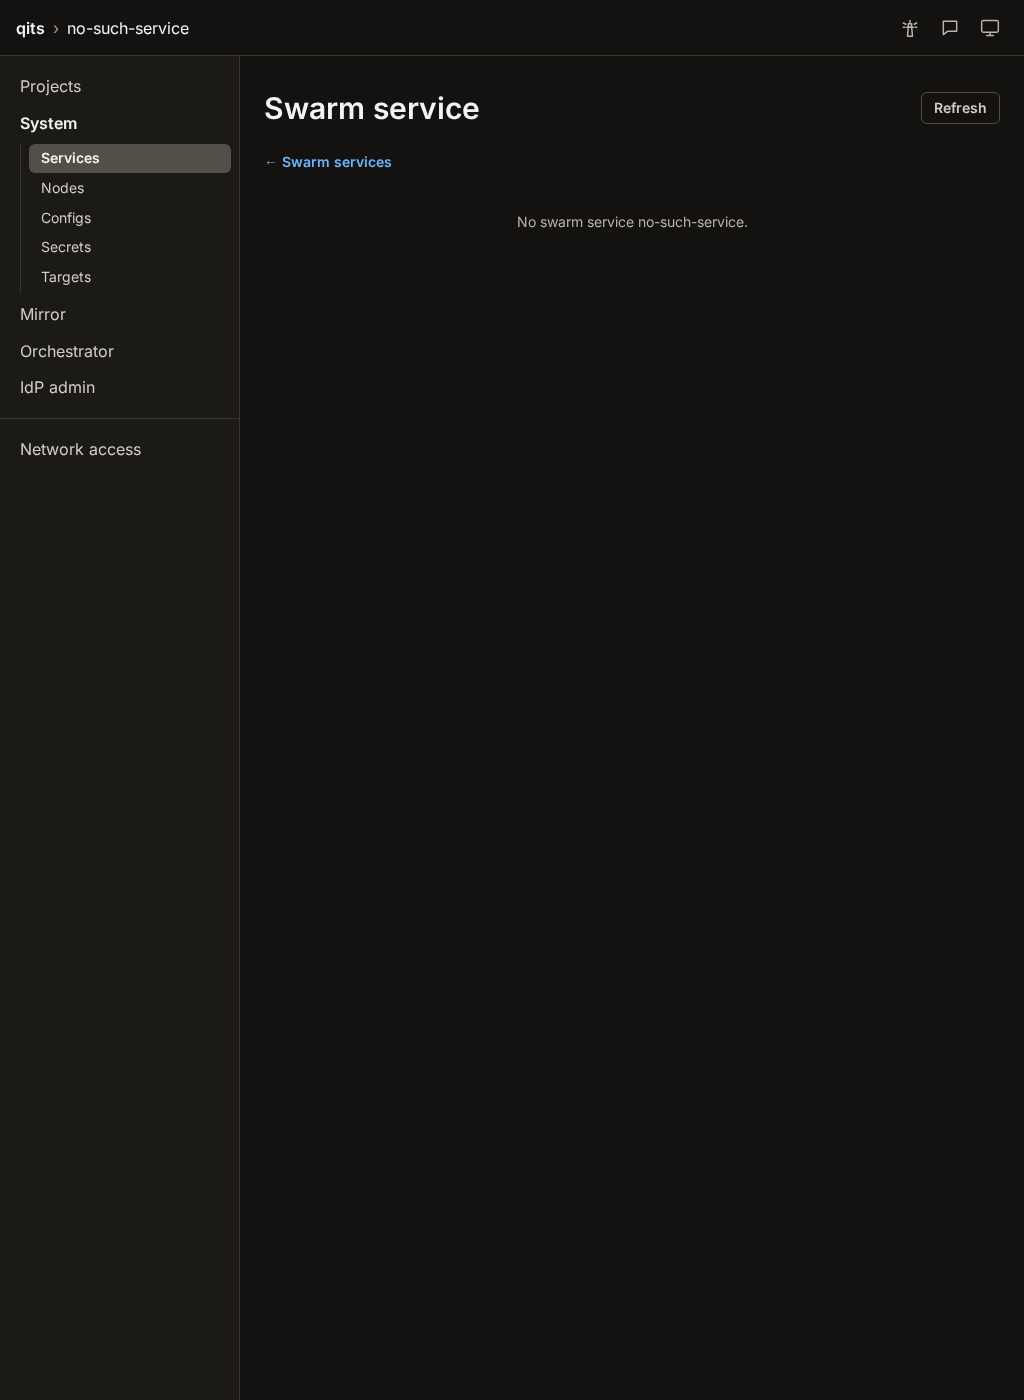 qits › no-such-service
Projects
System
Services
Nodes
Configs
Secrets
Targets
Mirror
Orchestrator
IdP admin
Network access
Swarm service
Refresh
← Swarm services
No swarm service no-such-service.